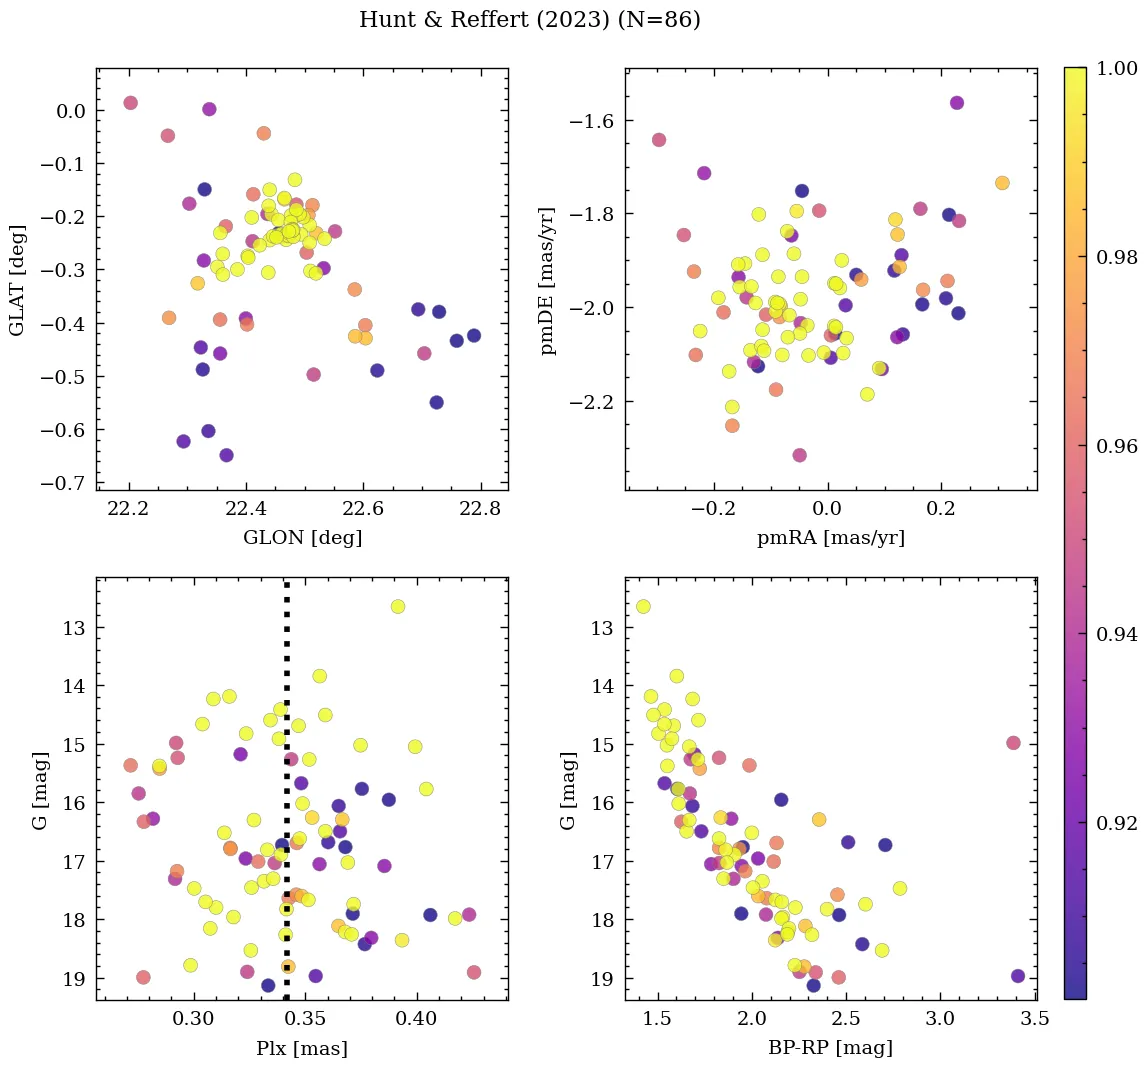 Hunt & Reffert (2023) (N=86)
0.0
−0.1
−0.2
−0.3
−0.4
−0.5
−0.6
−0.7
GLAT [deg]
22.2 22.4 22.6 22.8
GLON [deg]
−1.6
−1.8
−2.0
−2.2
pmDE [mas/yr]
−0.2 0.0 0.2
pmRA [mas/yr]
13
14
15
16
17
18
19
G [mag]
0.30 0.35 0.40
Plx [mas]
13
14
15
16
17
18
19
G [mag]
1.5 2.0 2.5 3.0 3.5
BP-RP [mag]
1.00
0.98
0.96
0.94
0.92